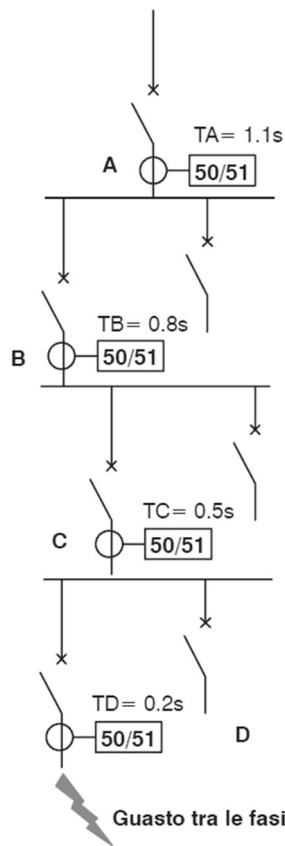 TA= 1.1s
A
50/51
TB= 0.8s
B
50/51
TC= 0.5s
C
50/51
TD= 0.2s
50/51
D
Guasto tra le fasi